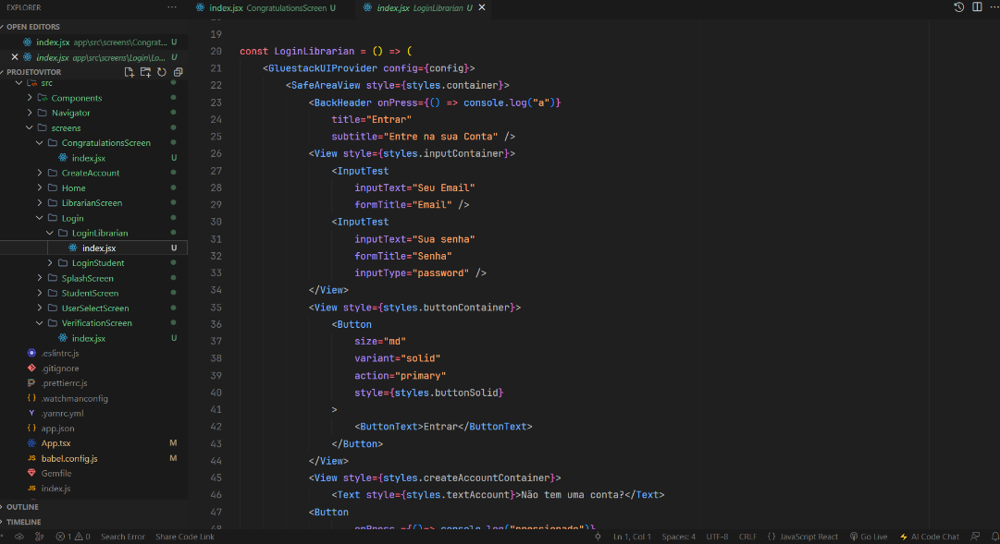 EXPLORER
index.jsx CongratulationsScreen U
index.jsx LoginLibrarian U
OPEN EDITORS
index.jsx app\src\screens\Congrat... U
index.jsx app\src\screens\Login\Lo... U
PROJETOVITOR
src
Components
Navigator
screens
CongratulationsScreen
index.jsx U
CreateAccount
Home
LibrarianScreen
Login
LoginLibrarian
index.jsx U
LoginStudent
SplashScreen
StudentScreen
UserSelectScreen
VerificationScreen
index.jsx U
.eslintrc.js
.gitignore
.prettierrc.js
.watchmanconfig
.yarnrc.yml
app.json
App.tsx M
babel.config.js M
Gemfile
index.js
OUTLINE
TIMELINE
19
20 const LoginLibrarian = () => (
21 <GluestackUIProvider config={config}>
22 <SafeAreaView style={styles.container}>
23 <BackHeader onPress={() => console.log("a")}
24 title="Entrar"
25 subtitle="Entre na sua Conta" />
26 <View style={styles.inputContainer}>
27 <InputTest
28 inputText="Seu Email"
29 formTitle="Email" />
30 <InputTest
31 inputText="Sua senha"
32 formTitle="Senha"
33 inputType="password" />
34 </View>
35 <View style={styles.buttonContainer}>
36 <Button
37 size="md"
38 variant="solid"
39 action="primary"
40 style={styles.buttonSolid}
41 >
42 <ButtonText>Entrar</ButtonText>
43 </Button>
44 </View>
45 <View style={styles.createAccountContainer}>
46 <Text style={styles.textAccount}>Não tem uma conta?</Text>
47 <Button
48 onPress ={()=> console.log("pressionado")}
1 0 Search Error Share Code Link Ln 1, Col 1 Spaces: 4 UTF-8 CRLF {} JavaScript React Go Live AI Code Chat